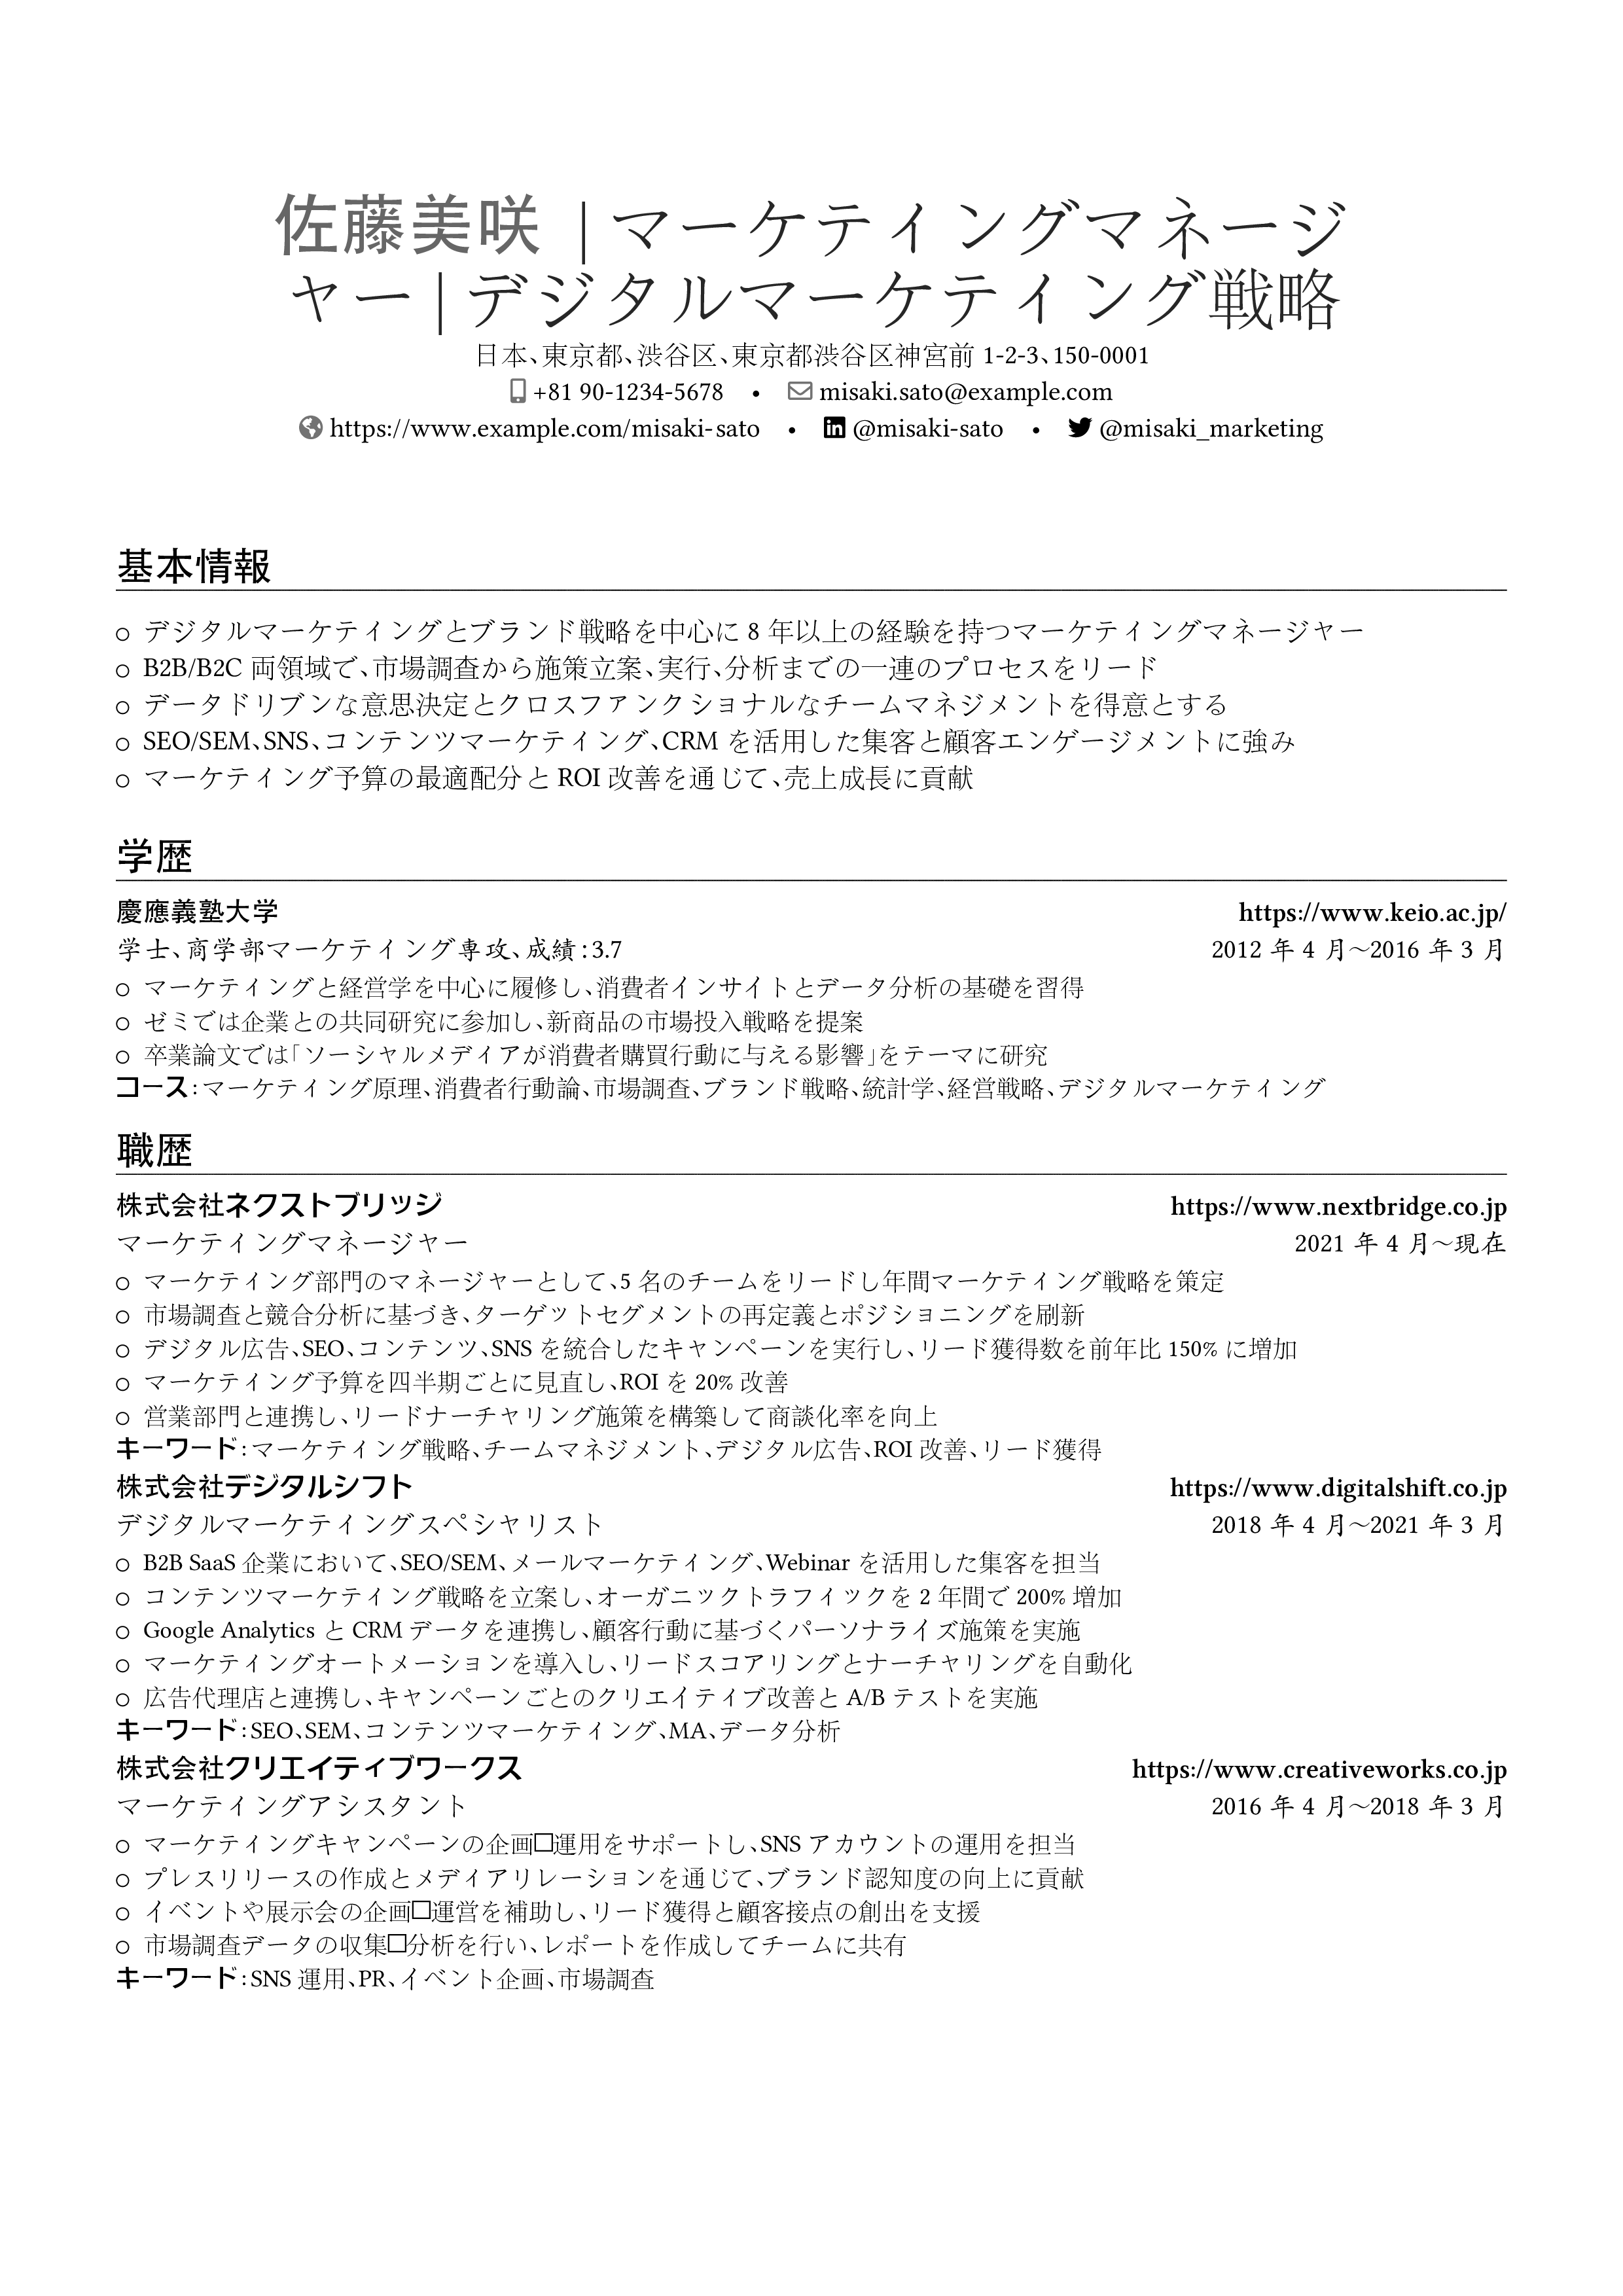 佐藤美咲 | マーケティングマネージ
ャー | デジタルマーケティング戦略
日本、東京都、渋谷区、東京都渋谷区神宮前 1-2-3、150-0001
+81 90-1234-5678 • misaki.sato@example.com
https://www.example.com/misaki-sato • @misaki-sato • @misaki_marketing
基本情報
○ デジタルマーケティングとブランド戦略を中心に 8 年以上の経験を持つマーケティングマネージャー
○ B2B/B2C 両領域で、市場調査から施策立案、実行、分析までの一連のプロセスをリード
○ データドリブンな意思決定とクロスファンクショナルなチームマネジメントを得意とする
○ SEO/SEM、SNS、コンテンツマーケティング、CRM を活用した集客と顧客エンゲージメントに強み
○ マーケティング予算の最適配分と ROI 改善を通じて、売上成長に貢献
学歴
慶應義塾大学 https://www.keio.ac.jp/
学士、商学部マーケティング専攻、成績：3.7 2012 年 4 月～2016 年 3 月
○ マーケティングと経営学を中心に履修し、消費者インサイトとデータ分析の基礎を習得
○ ゼミでは企業との共同研究に参加し、新商品の市場投入戦略を提案
○ 卒業論文では「ソーシャルメディアが消費者購買行動に与える影響」をテーマに研究
コース：マーケティング原理、消費者行動論、市場調査、ブランド戦略、統計学、経営戦略、デジタルマーケティング
職歴
株式会社ネクストブリッジ https://www.nextbridge.co.jp
マーケティングマネージャー 2021 年 4 月～現在
○ マーケティング部門のマネージャーとして、5 名のチームをリードし年間マーケティング戦略を策定
○ 市場調査と競合分析に基づき、ターゲットセグメントの再定義とポジショニングを刷新
○ デジタル広告、SEO、コンテンツ、SNS を統合したキャンペーンを実行し、リード獲得数を前年比 150% に増加
○ マーケティング予算を四半期ごとに見直し、ROI を 20% 改善
○ 営業部門と連携し、リードナーチャリング施策を構築して商談化率を向上
キーワード：マーケティング戦略、チームマネジメント、デジタル広告、ROI 改善、リード獲得
株式会社デジタルシフト https://www.digitalshift.co.jp
デジタルマーケティングスペシャリスト 2018 年 4 月～2021 年 3 月
○ B2B SaaS 企業において、SEO/SEM、メールマーケティング、Webinar を活用した集客を担当
○ コンテンツマーケティング戦略を立案し、オーガニックトラフィックを 2 年間で 200% 増加
○ Google Analytics と CRM データを連携し、顧客行動に基づくパーソナライズ施策を実施
○ マーケティングオートメーションを導入し、リードスコアリングとナーチャリングを自動化
○ 広告代理店と連携し、キャンペーンごとのクリエイティブ改善と A/B テストを実施
キーワード：SEO、SEM、コンテンツマーケティング、MA、データ分析
株式会社クリエイティブワークス https://www.creativeworks.co.jp
マーケティングアシスタント 2016 年 4 月～2018 年 3 月
○ マーケティングキャンペーンの企画□運用をサポートし、SNS アカウントの運用を担当
○ プレスリリースの作成とメディアリレーションを通じて、ブランド認知度の向上に貢献
○ イベントや展示会の企画□運営を補助し、リード獲得と顧客接点の創出を支援
○ 市場調査データの収集□分析を行い、レポートを作成してチームに共有
キーワード：SNS 運用、PR、イベント企画、市場調査